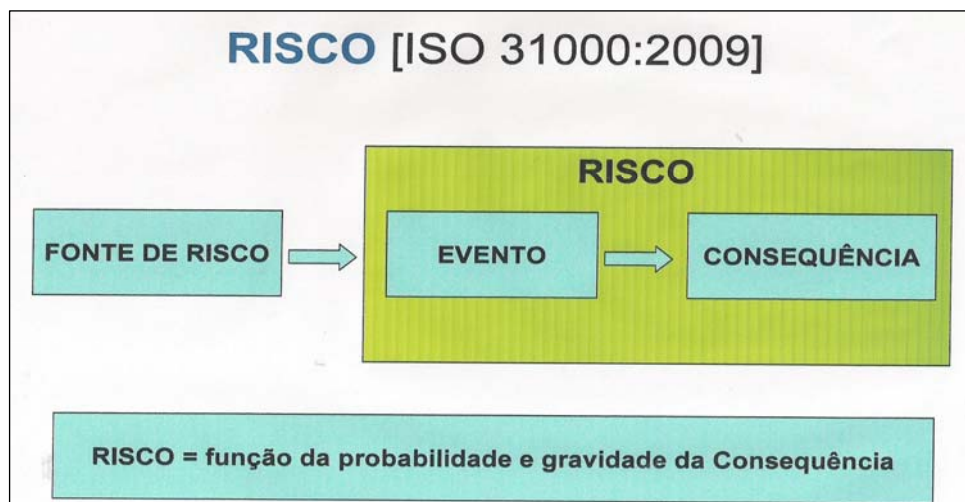 RISCO [ISO 31000:2009]
RISCO
FONTE DE RISCO
EVENTO
CONSEQUÊNCIA
RISCO = função da probabilidade e gravidade da Consequência